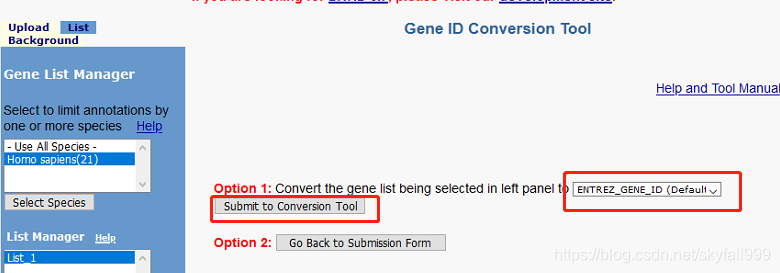 Upload List
Background
Gene ID Conversion Tool
Gene List Manager
Help and Tool Manual
Select to limit annotations by
one or more species Help
- Use All Species -
Homo sapiens(21)
Select Species
Option 1: Convert the gene list being selected in left panel to ENTREZ_GENE_ID (Default
Submit to Conversion Tool
List Manager Help
Option 2: Go Back to Submission Form
List_1
https://blog.csdn.net/skyfall999